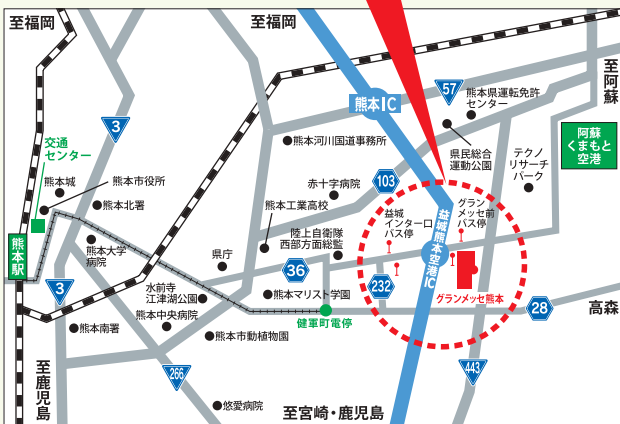 至福岡
至福岡
至阿蘇
熊本IC
57
熊本県運転免許
センター
3
熊本河川国道事務所
県民総合
運動公園
テクノ
リサーチ
パーク
阿蘇
くまもと
空港
交通
センター
熊本城
熊本市役所
赤十字病院
103
熊本北署
熊本工業高校
益城
インター口
バス停
グラン
メッセ前
バス停
益城熊本空港IC
陸上自衛隊
西部方面総監
熊本駅
熊本大学
病院
県庁
36
232
グランメッセ熊本
3
水前寺
江津湖公園
熊本マリスト学園
28
高森
熊本中央病院
健軍町電停
熊本南署
熊本市動植物園
至鹿児島
266
443
悠愛病院
至宮崎・鹿児島